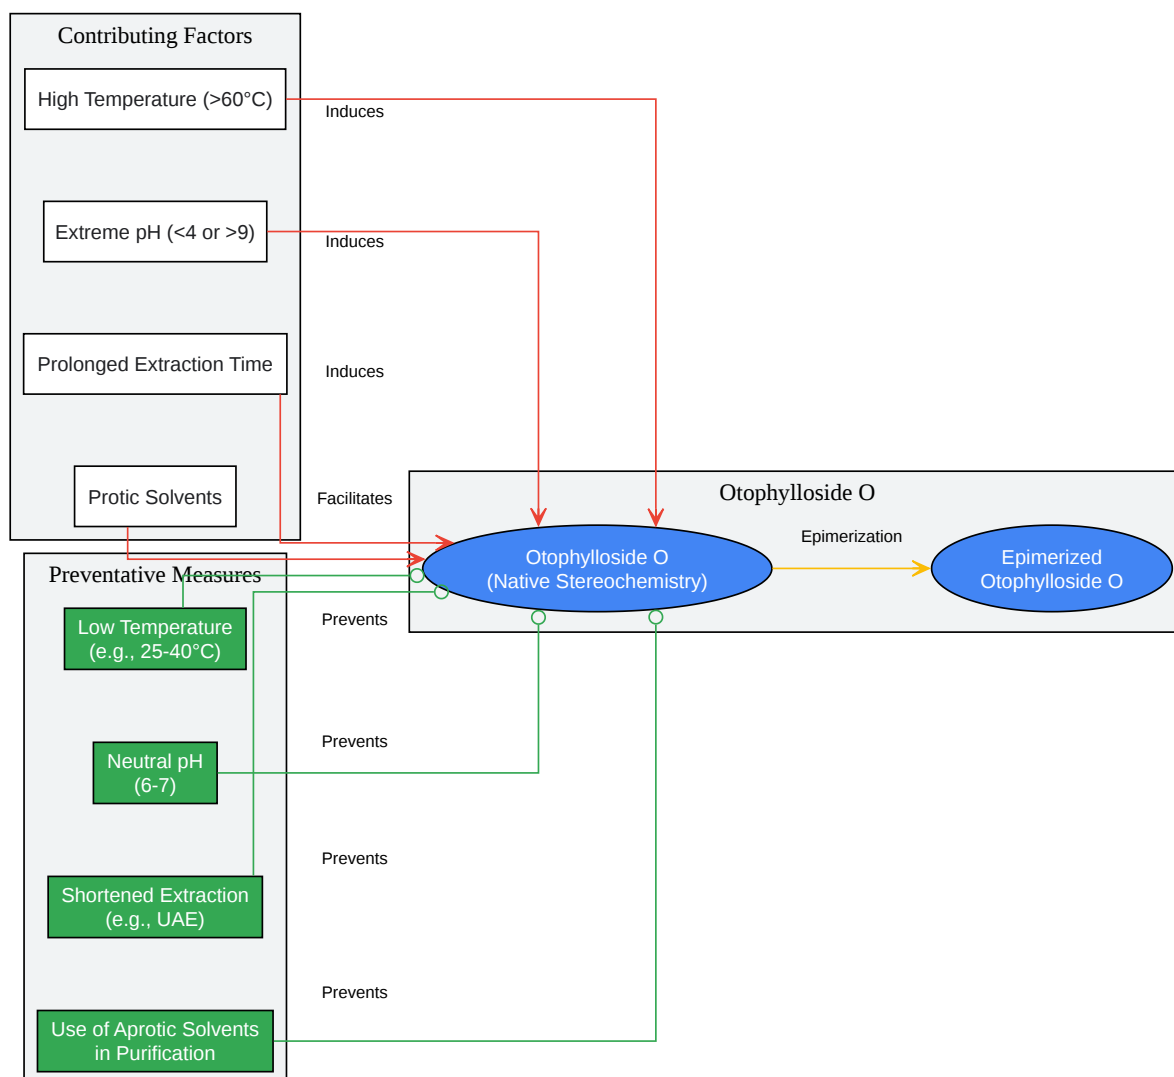 Contributing Factors
High Temperature (>60°C)
Induces
Extreme pH (<4 or >9)
Induces
Prolonged Extraction Time
Induces
Protic Solvents
Facilitates
Otophylloside O
Otophylloside O
(Native Stereochemistry)
Epimerization
Epimerized
Otophylloside O
Preventative Measures
Low Temperature
(e.g., 25-40°C)
Prevents
Neutral pH
(6-7)
Prevents
Shortened Extraction
(e.g., UAE)
Prevents
Use of Aprotic Solvents
in Purification
Prevents